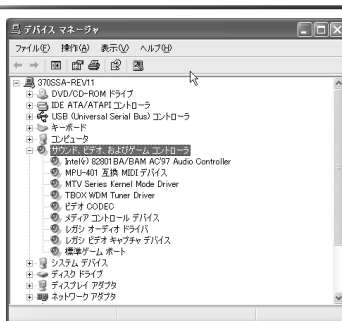 デバイス マネージャ
ファイル(F) 操作(A) 表示(V) ヘルプ(H)
370SSA-REV11
DVD/CD-ROM ドライブ
IDE ATA/ATAPI コントローラ
USB (Universal Serial Bus) コントローラ
キーボード
コンピュータ
サウンド、ビデオ、およびゲーム コントローラ
Intel(r) 82801BA/BAM AC'97 Audio Controller
MPU-401 互換 MIDI デバイス
MTV Series Kernel Mode Driver
TBOX WDM Tuner Driver
ビデオ CODEC
メディア コントロール デバイス
レガシ オーディオ ドライバ
レガシ ビデオ キャプチャ デバイス
標準ゲーム ポート
システム デバイス
ディスク ドライブ
ディスプレイ アダプタ
ネットワーク アダプタ